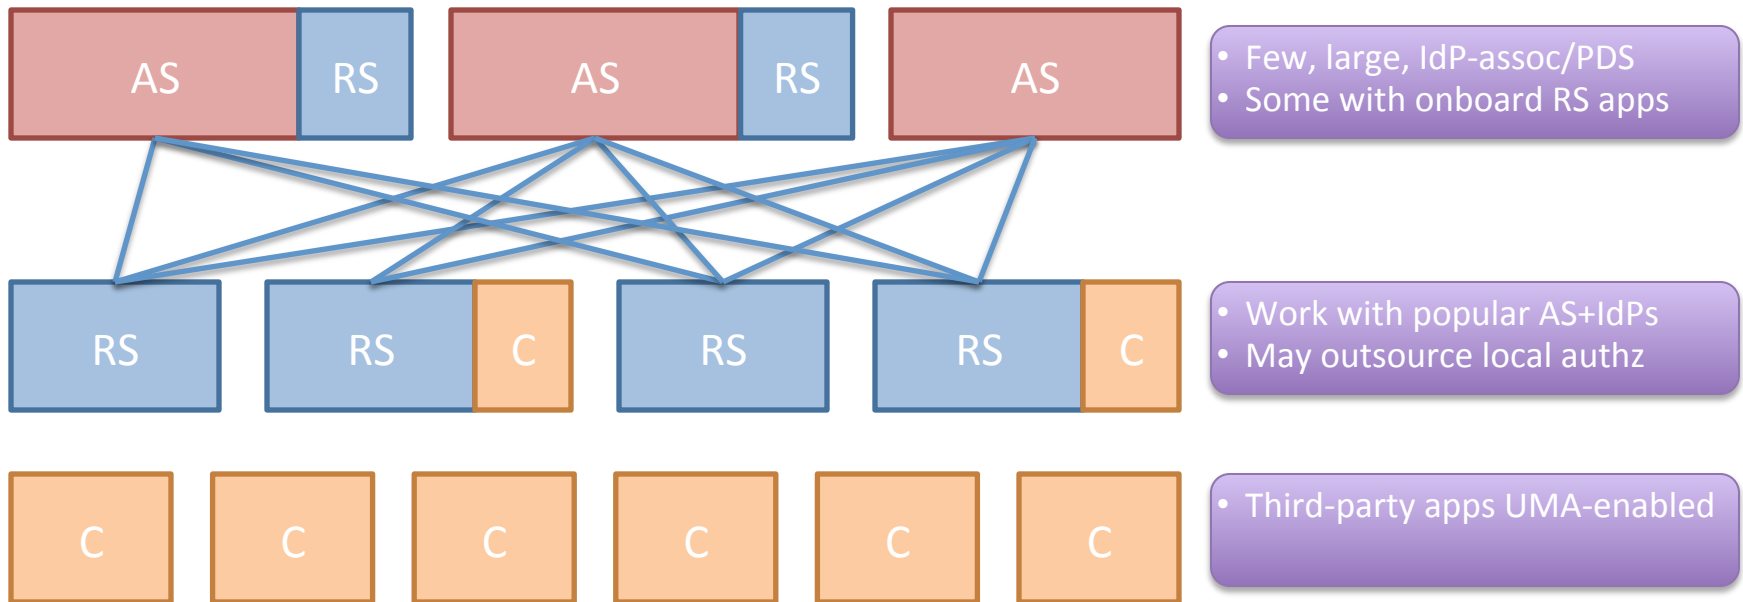 AS RS AS RS AS
• Few, large, IdP-assoc/PDS
• Some with onboard RS apps
RS RS C RS RS C
• Work with popular AS+IdPs
• May outsource local authz
C C C C C C
• Third-party apps UMA-enabled